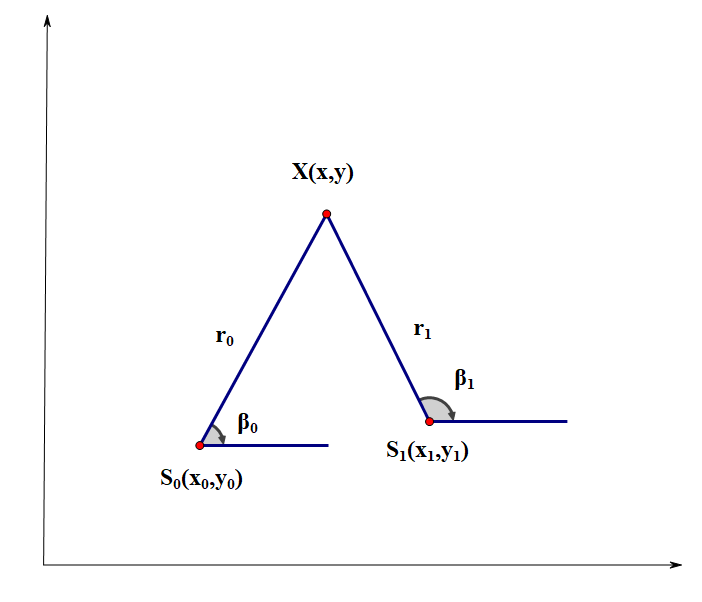 X(x,y)
r₀
r₁
β₁
β₀
S₁(x₁,y₁)
S₀(x₀,y₀)